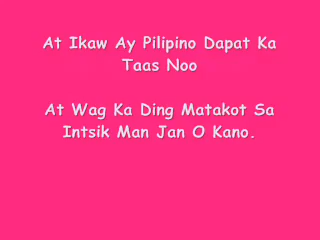 At Ikaw Ay Pilipino Dapat Ka
Taas Noo
At Wag Ka Ding Matakot Sa
Intsik Man Jan O Kano.